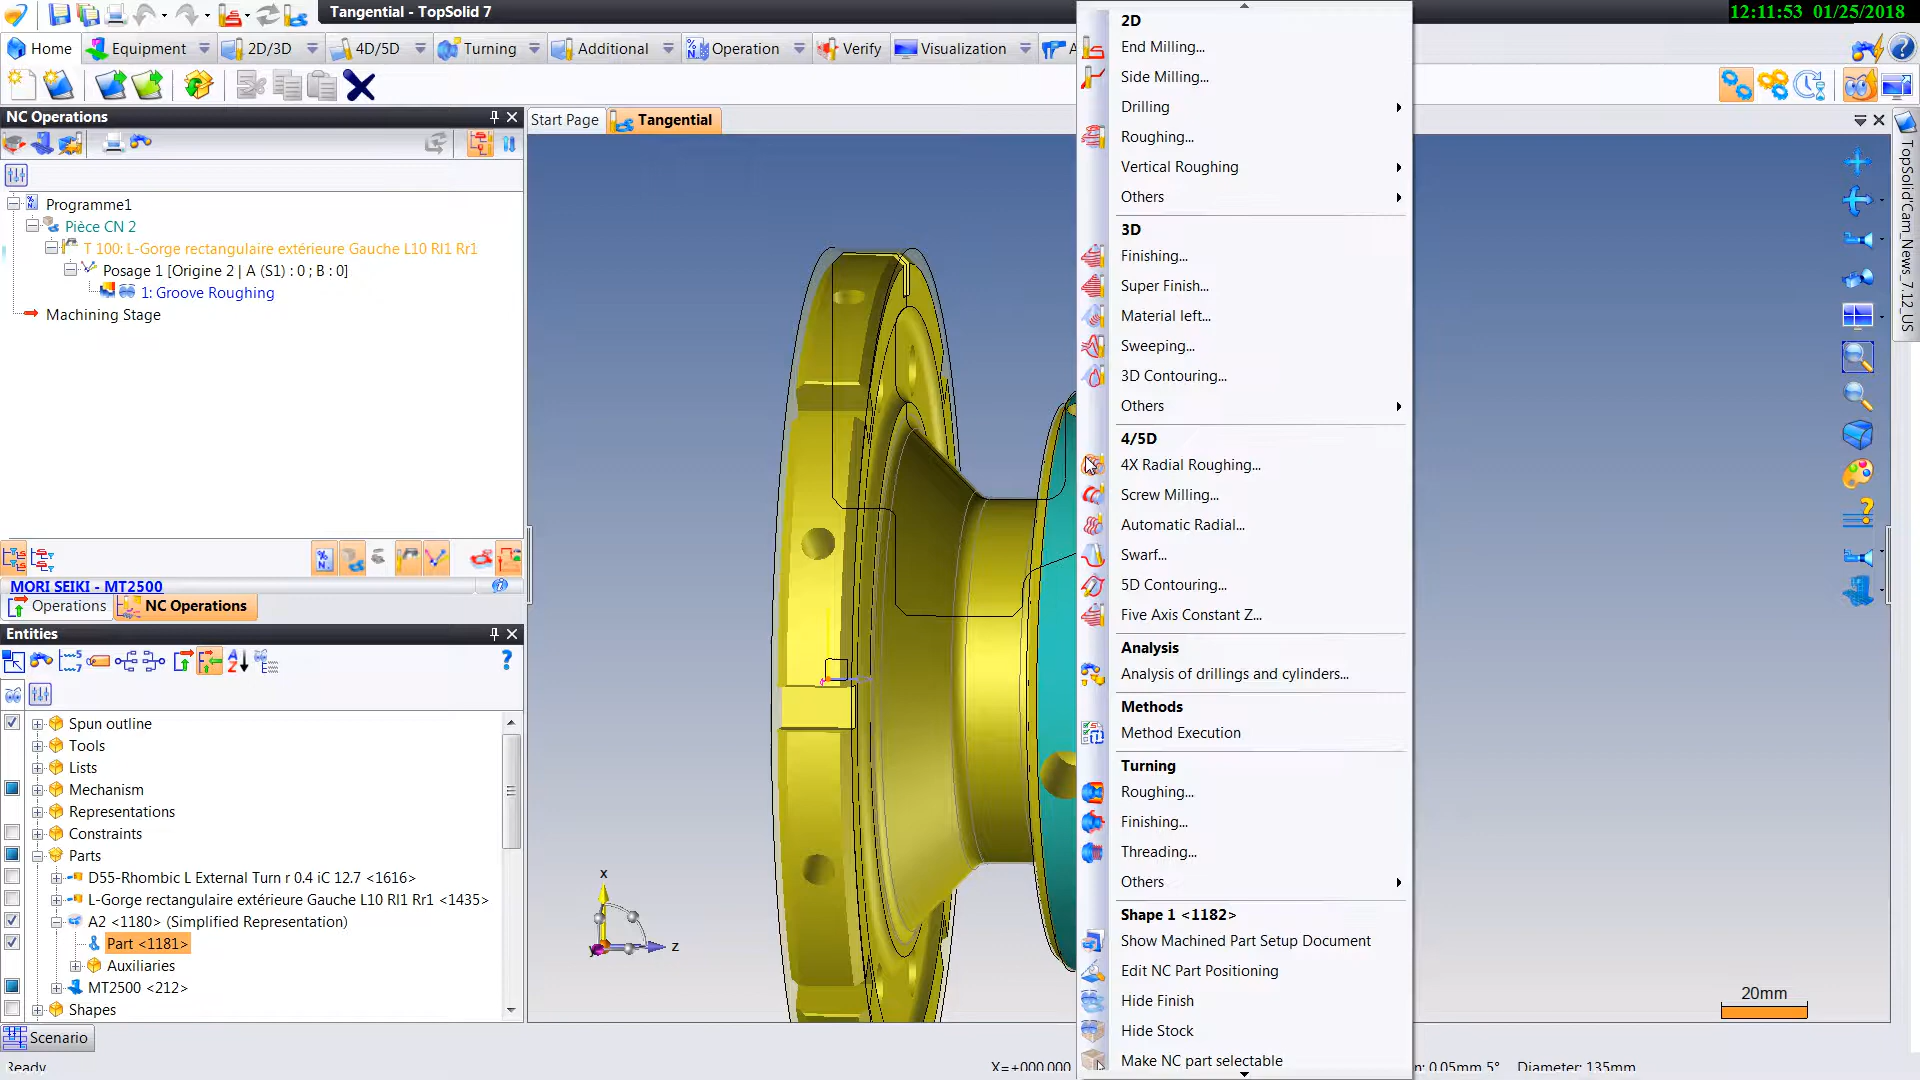 Tangential - TopSolid 7
12:11:53 01/25/2018
Home
Equipment
2D/3D
4D/5D
Turning
Additional
Operation
Verify
Visualization
A
NC Operations
Start Page
Tangential
Programme1
Pièce CN 2
T 100: L-Gorge rectangulaire extérieure Gauche L10 Rl1 Rr1
Posage 1 [Origine 2 | A (S1) : 0 ; B : 0]
1: Groove Roughing
Machining Stage
MORI SEIKI - MT2500
Operations
NC Operations
Entities
Spun outline
Tools
Lists
Mechanism
Representations
Constraints
Parts
D55-Rhombic L External Turn r 0.4 iC 12.7 <1616>
L-Gorge rectangulaire extérieure Gauche L10 Rl1 Rr1 <1435>
A2 <1180> (Simplified Representation)
Part <1181>
Auxiliaries
MT2500 <212>
Shapes
Scenario
Ready
x
z
2D
End Milling...
Side Milling...
Drilling
Roughing...
Vertical Roughing
Others
3D
Finishing...
Super Finish...
Material left...
Sweeping...
3D Contouring...
Others
4/5D
4X Radial Roughing...
Screw Milling...
Automatic Radial...
Swarf...
5D Contouring...
Five Axis Constant Z...
Analysis
Analysis of drillings and cylinders...
Methods
Method Execution
Turning
Roughing...
Finishing...
Threading...
Others
Shape 1 <1182>
Show Machined Part Setup Document
Edit NC Part Positioning
Hide Finish
Hide Stock
Make NC part selectable
TopSolid'Cam_News_7.12_US
20mm
X=+000.000
0.05mm 5°
Diameter: 135mm